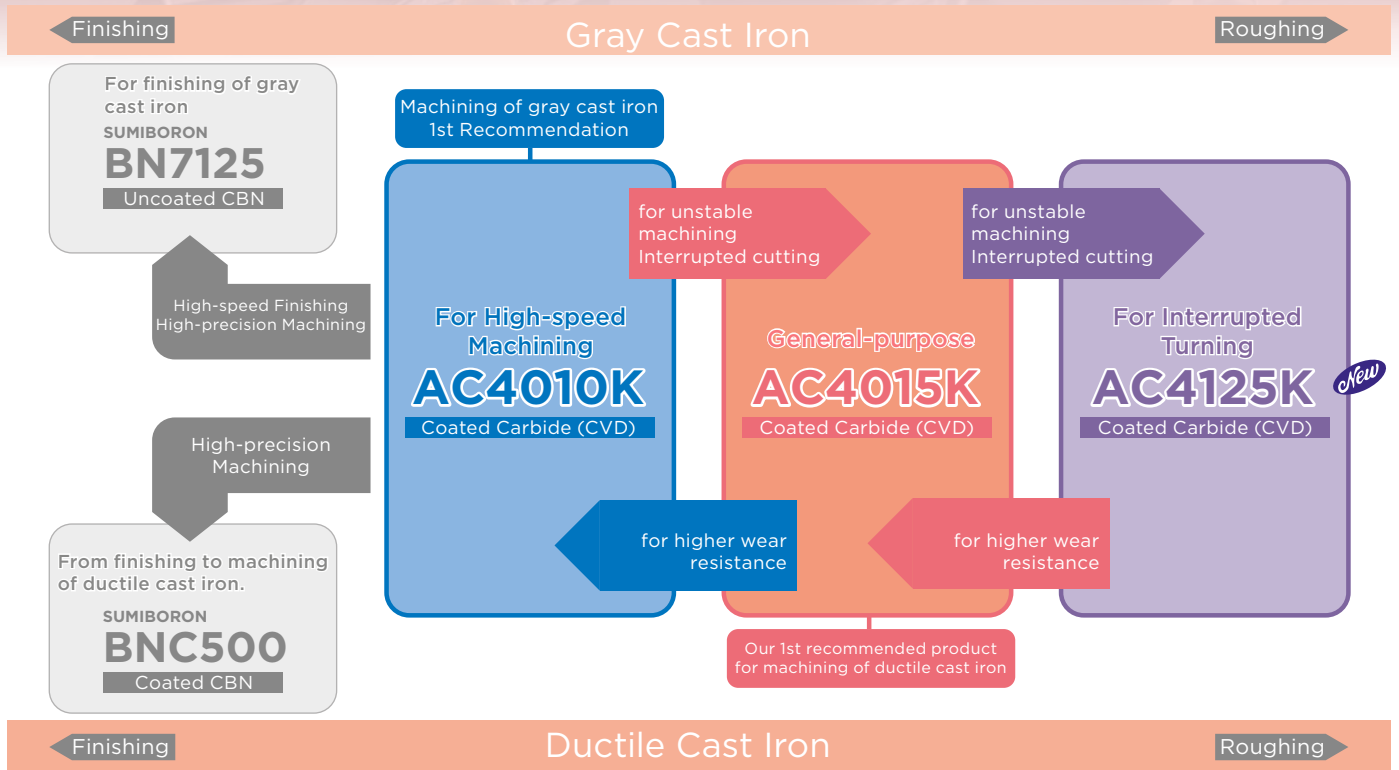 Finishing
Gray Cast Iron
Roughing
For finishing of gray
cast iron
SUMIBORON
BN7125
Uncoated CBN
High-speed Finishing
High-precision Machining
High-precision
Machining
From finishing to machining
of ductile cast iron.
SUMIBORON
BNC500
Coated CBN
Machining of gray cast iron
1st Recommendation
For High-speed
Machining
AC4010K
Coated Carbide (CVD)
for unstable
machining
Interrupted cutting
for higher wear
resistance
General-purpose
AC4015K
Coated Carbide (CVD)
Our 1st recommended product
for machining of ductile cast iron
for unstable
machining
Interrupted cutting
for higher wear
resistance
For Interrupted
Turning
AC4125K
Coated Carbide (CVD)
New
Finishing
Ductile Cast Iron
Roughing